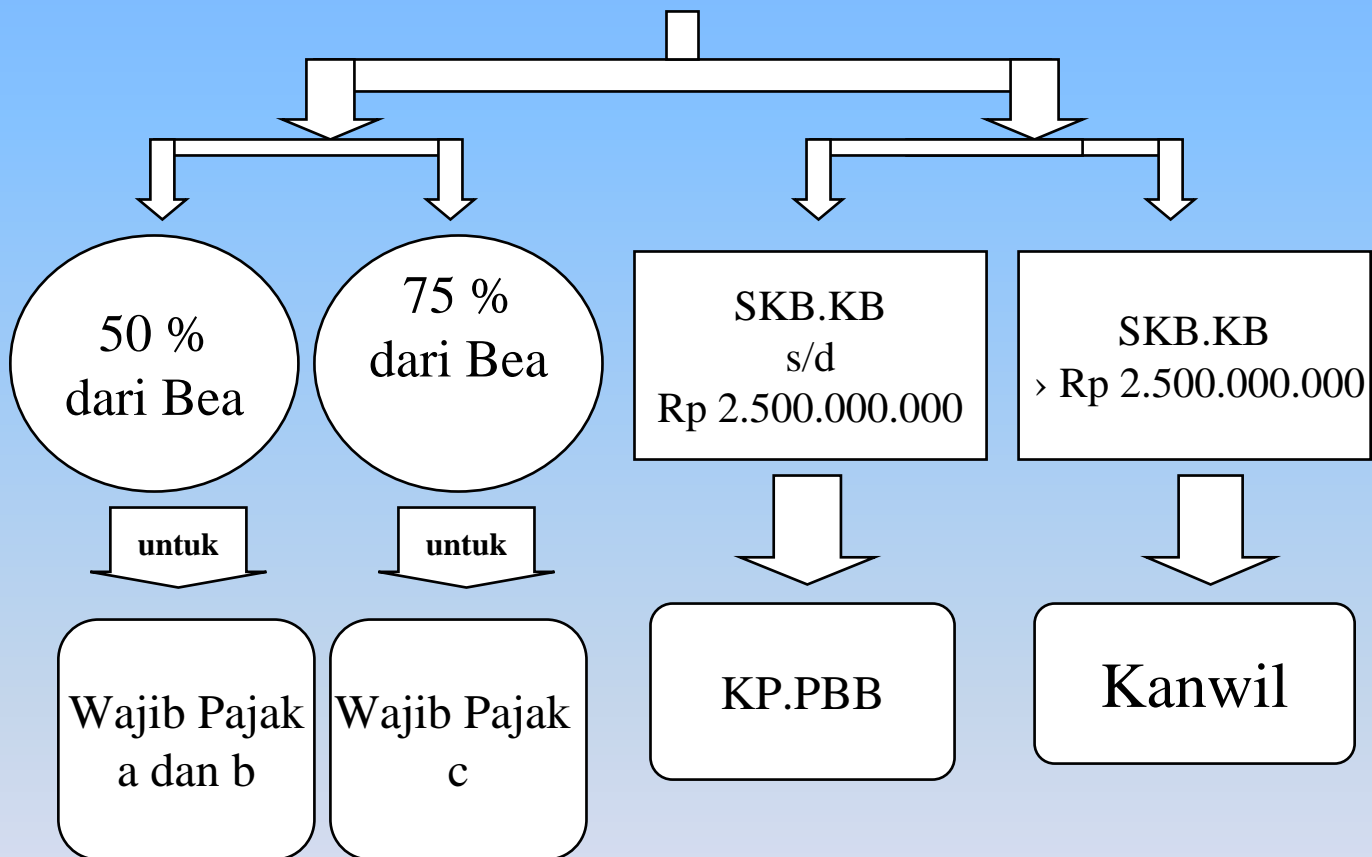 50 %
dari Bea
75 %
dari Bea
SKB.KB
s/d
Rp 2.500.000.000
SKB.KB
› Rp 2.500.000.000
untuk
untuk
Wajib Pajak
a dan b
Wajib Pajak
c
KP.PBB
Kanwil